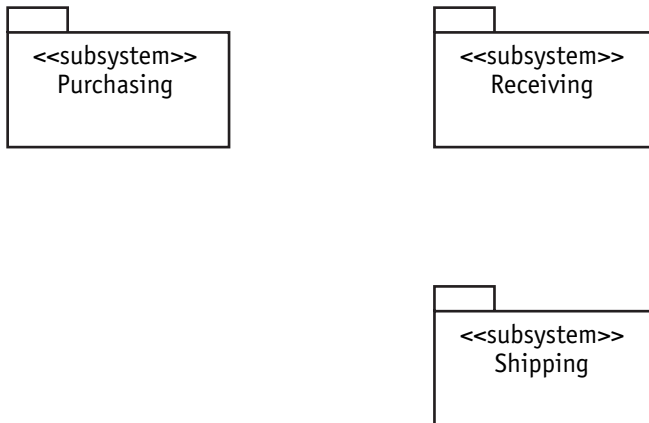 <<subsystem>>
Purchasing
<<subsystem>>
Receiving
<<subsystem>>
Shipping